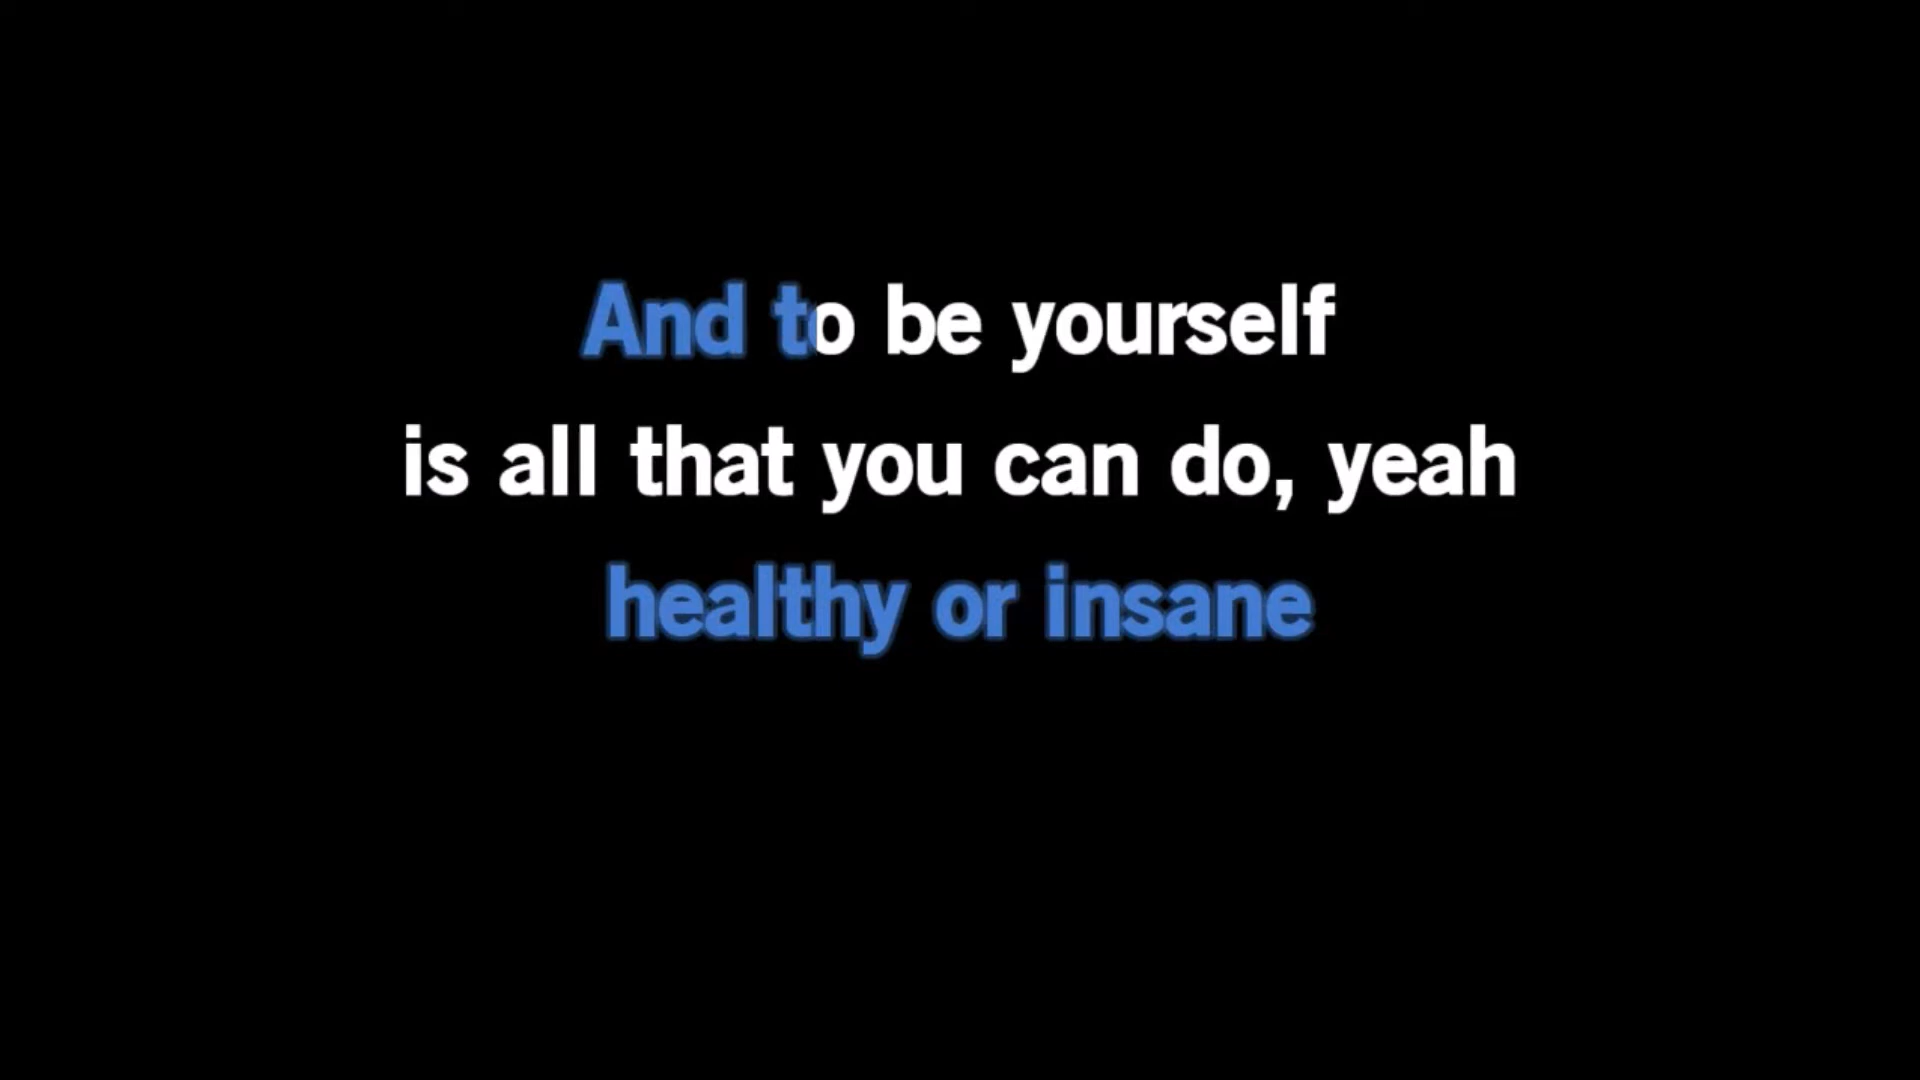 And to be yourself
is all that you can do, yeah
healthy or insane